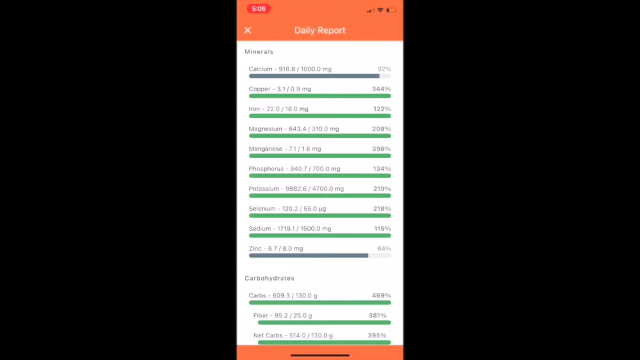 5:06
Daily Report
Minerals
Calcium - 918.8 / 1000.0 mg 92%
Copper - 3.1 / 0.9 mg 344%
Iron - 22.0 / 18.0 mg 122%
Magnesium - 643.4 / 310.0 mg 208%
Manganese - 7.1 / 1.8 mg 396%
Phosphorus - 940.7 / 700.0 mg 134%
Potassium - 9882.6 / 4700.0 mg 210%
Selenium - 120.2 / 55.0 µg 218%
Sodium - 1719.1 / 1500.0 mg 115%
Zinc - 6.7 / 8.0 mg 84%
Carbohydrates
Carbs - 609.3 / 130.0 g 469%
Fiber - 95.2 / 25.0 g 381%
Net Carbs - 514.0 / 130.0 g 395%